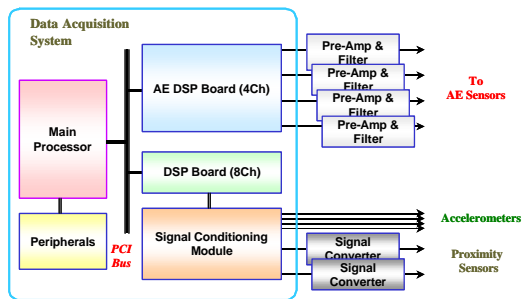 Data Acquisition
System
Pre-Amp &
Filter
AE DSP Board (4Ch)
Pre-Amp &
Filter
To
AE Sensors
Pre-Amp &
Filter
Main
Processor
Pre-Amp &
Filter
DSP Board (8Ch)
Accelerometers
Peripherals
PCI
Bus
Signal Conditioning
Module
Signal
Converter
Proximity
Sensors
Signal
Converter